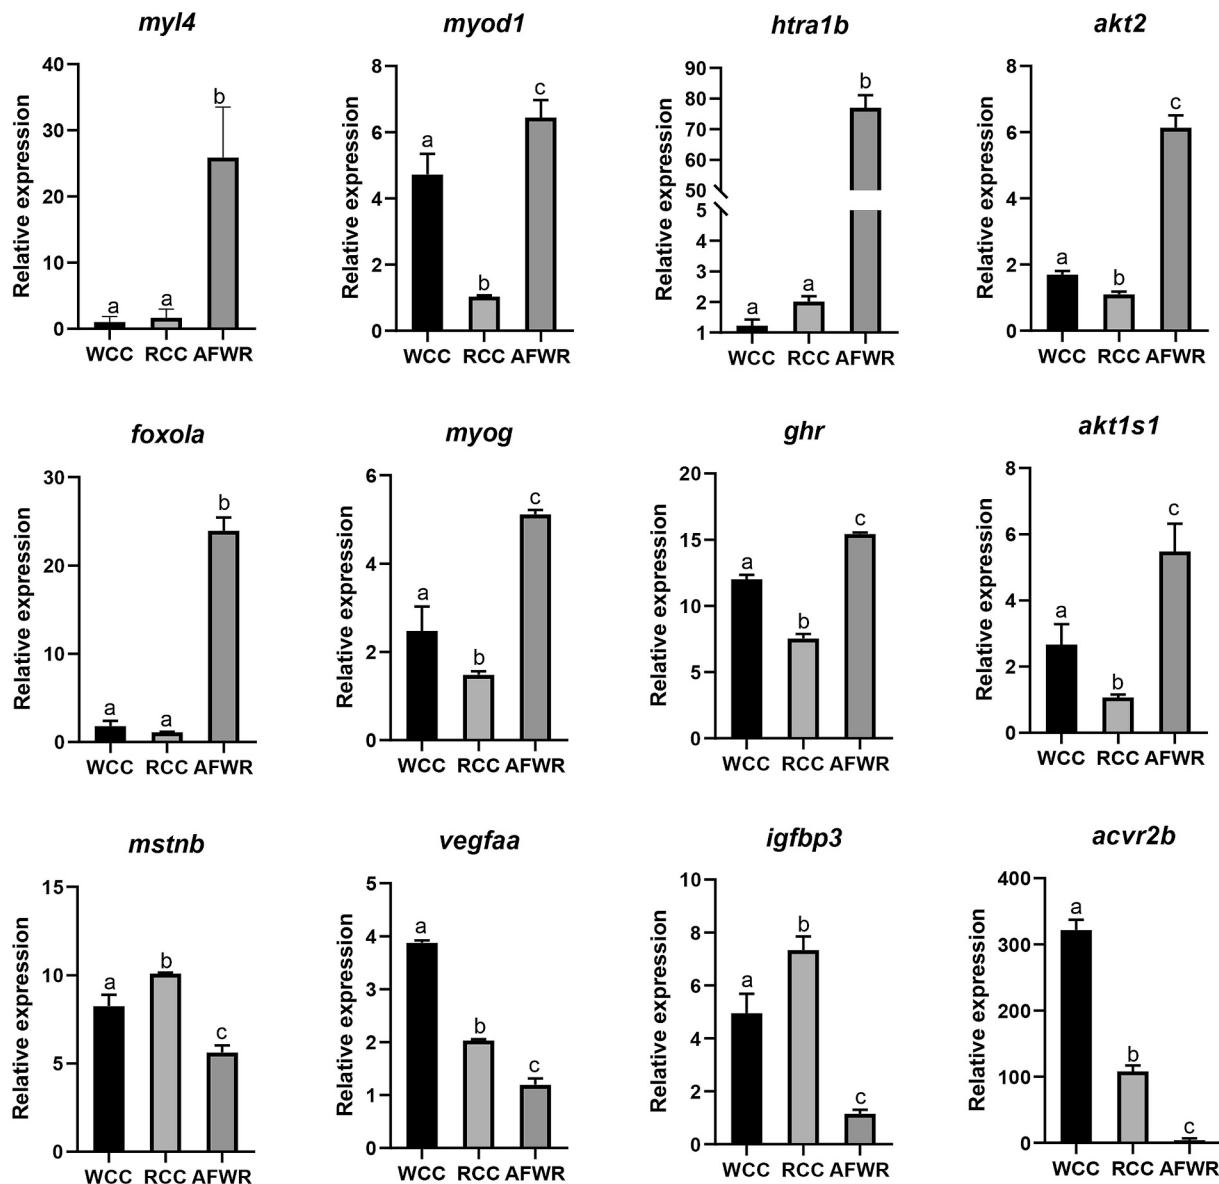 myl4
Relative expression
40
30
20
10
0
a
a
b
WCC RCC AFWR
myod1
Relative expression
8
6
4
2
0
a
b
c
WCC RCC AFWR
htra1b
Relative expression
90
80
70
60
50
5
4
3
2
1
a
a
b
WCC RCC AFWR
akt2
Relative expression
8
6
4
2
0
a
b
c
WCC RCC AFWR
foxola
Relative expression
30
20
10
0
a
a
b
WCC RCC AFWR
myog
Relative expression
6
4
2
0
a
b
c
WCC RCC AFWR
ghr
Relative expression
20
15
10
5
0
a
b
c
WCC RCC AFWR
akt1s1
Relative expression
8
6
4
2
0
a
b
c
WCC RCC AFWR
mstnb
Relative expression
15
10
5
0
a
b
c
WCC RCC AFWR
vegfaa
Relative expression
5
4
3
2
1
0
a
b
c
WCC RCC AFWR
igfbp3
Relative expression
10
8
6
4
2
0
a
b
c
WCC RCC AFWR
acvr2b
Relative expression
400
300
200
100
0
a
b
c
WCC RCC AFWR